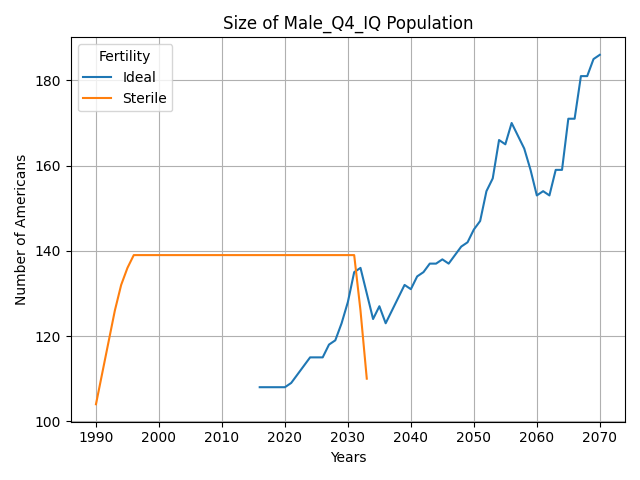 Size of Male_Q4_IQ Population
Fertility
Ideal
Sterile
Number of Americans
180
160
140
120
100
1990
2000
2010
2020
2030
2040
2050
2060
2070
Years